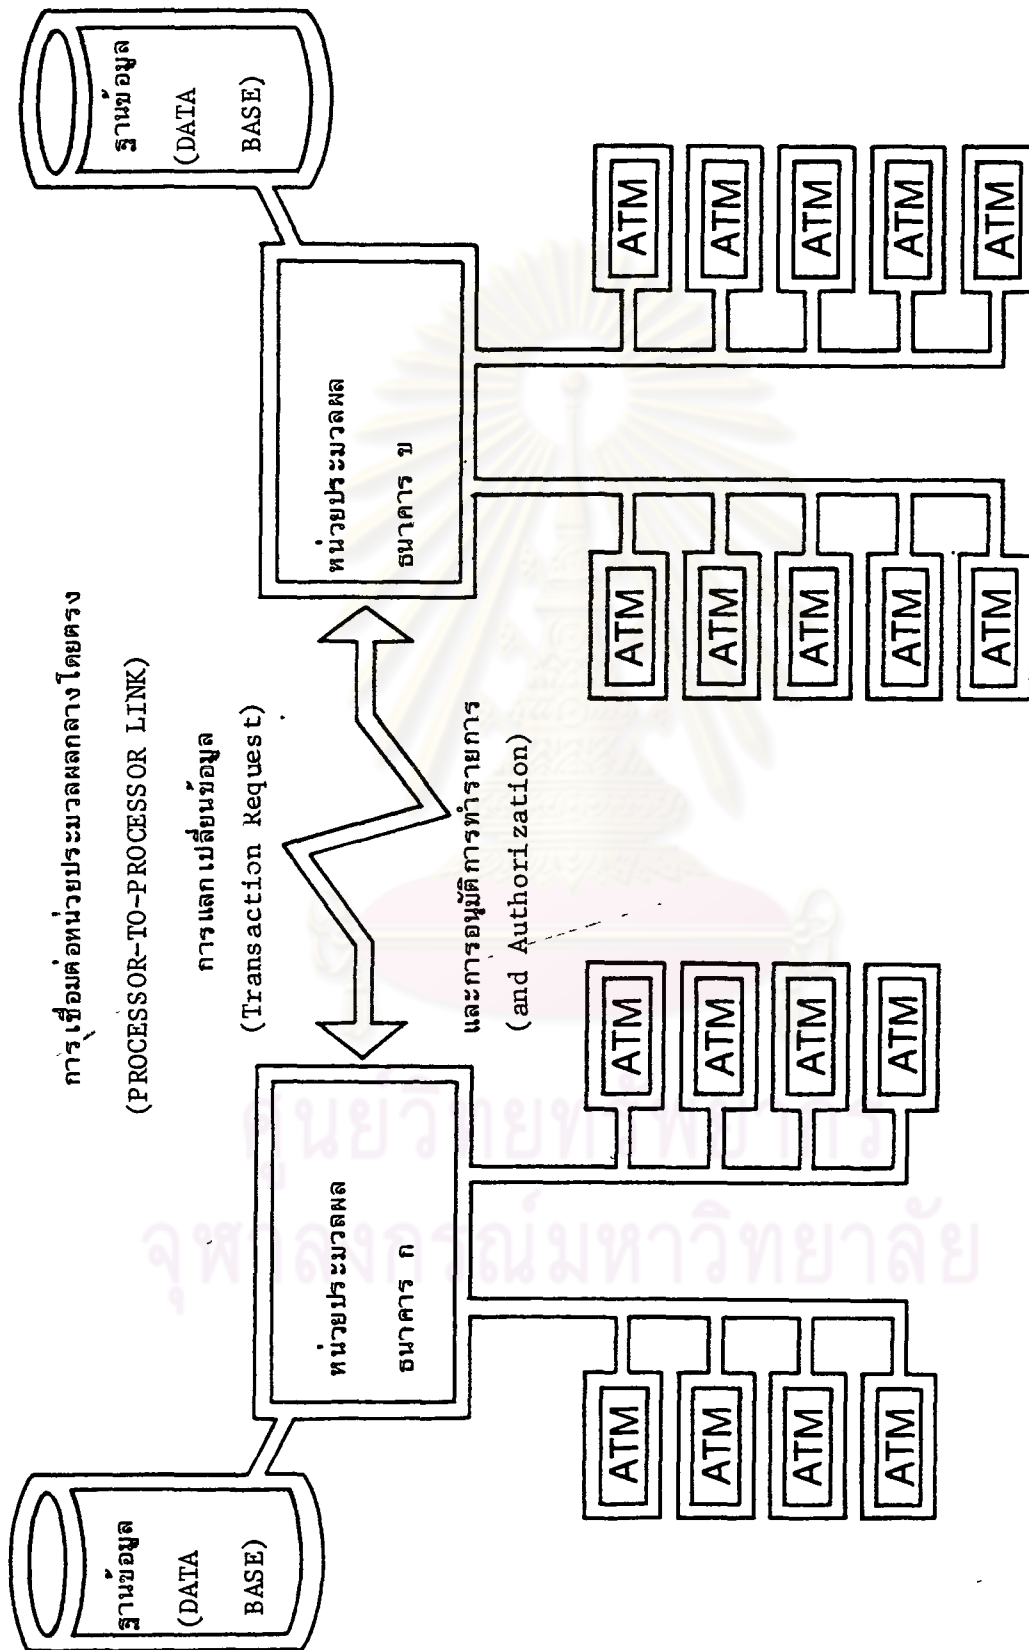 การเชื่อมต่อหน่วยประมวลผลกลางโดยตรง
(PROCESSOR-TO-PROCESSOR LINK)
การแลกเปลี่ยนข้อมูล
(Transaction Request)
และการอนุมัติการทำรายการ
(and Authorization)
ฐานข้อมูล
(DATA
BASE)
หน่วยประมวลผล
ธนาคาร ก
ATM
ATM
ATM
ATM
ATM
ATM
ATM
ATM
ฐานข้อมูล
(DATA
BASE)
หน่วยประมวลผล
ธนาคาร ข
ATM
ATM
ATM
ATM
ATM
ATM
ATM
ATM
ATM
ATM
ศูนย์วิทยทรัพยากร
จุฬาลงกรณ์มหาวิทยาลัย